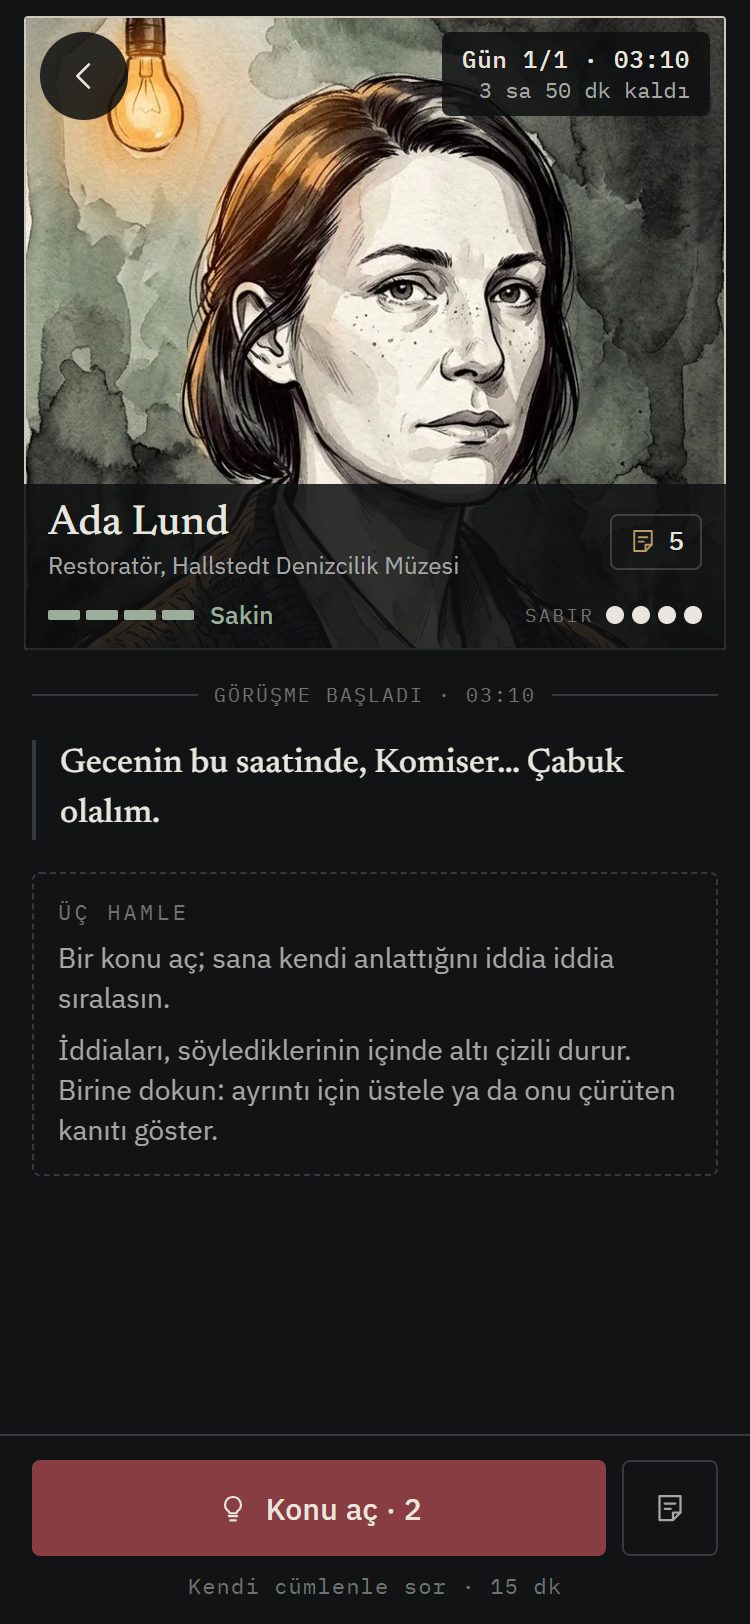 Gün 1/1 · 03:10
3 sa 50 dk kaldı
Ada Lund
Restoratör, Hallstedt Denizcilik Müzesi
5
Sakin
SABIR
GÖRÜŞME BAŞLADI · 03:10
Gecenin bu saatinde, Komiser... Çabuk
olalım.
ÜÇ HAMLE
Bir konu aç; sana kendi anlattığını iddia iddia
sıralasın.
İddiaları, söylediklerinin içinde altı çizili durur.
Birine dokun: ayrıntı için üstele ya da onu çürüten
kanıtı göster.
Konu aç · 2
Kendi cümlenle sor · 15 dk